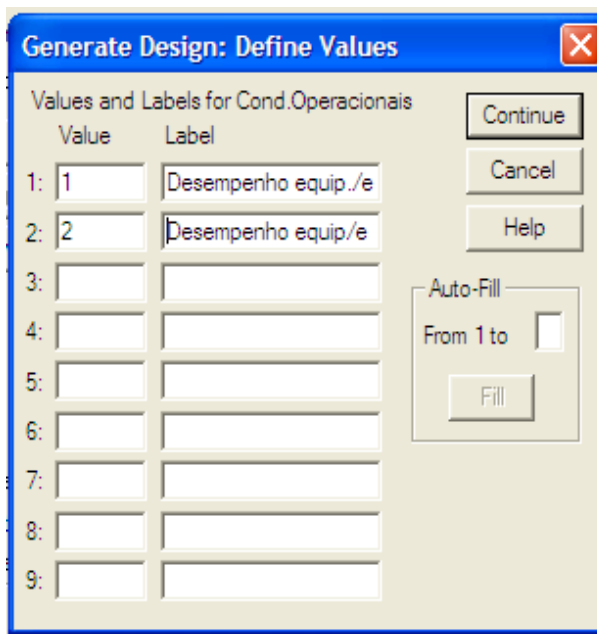 Generate Design: Define Values
Values and Labels for Cond.Operacionais
Value Label
1: 1 Desempenho equip./e
2: 2 Desempenho equip/e
3:
4:
5:
6:
7:
8:
9:
Continue
Cancel
Help
Auto-Fill
From 1 to
Fill